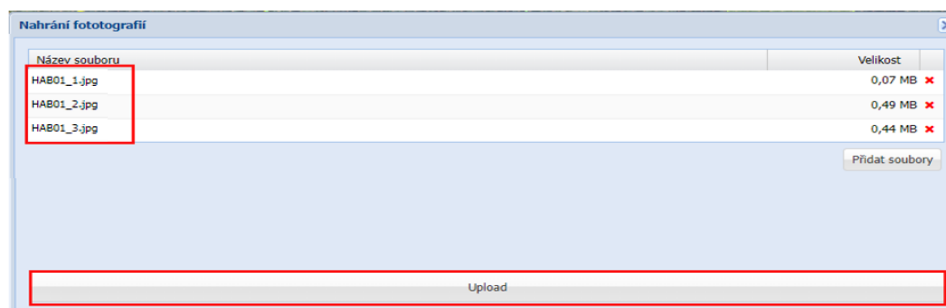 Nahrání fototografií
Název souboru Velikost
HAB01_1.jpg 0,07 MB
HAB01_2.jpg 0,49 MB
HAB01_3.jpg 0,44 MB
Přidat soubory
Upload